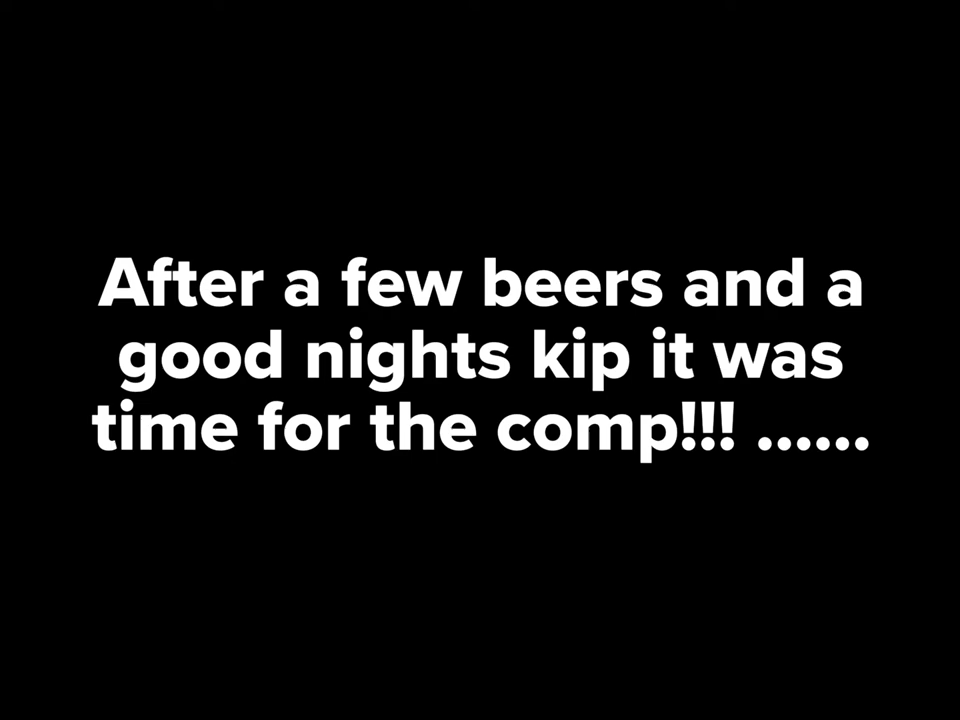 After a few beers and a
good nights kip it was
time for the comp!!! ......